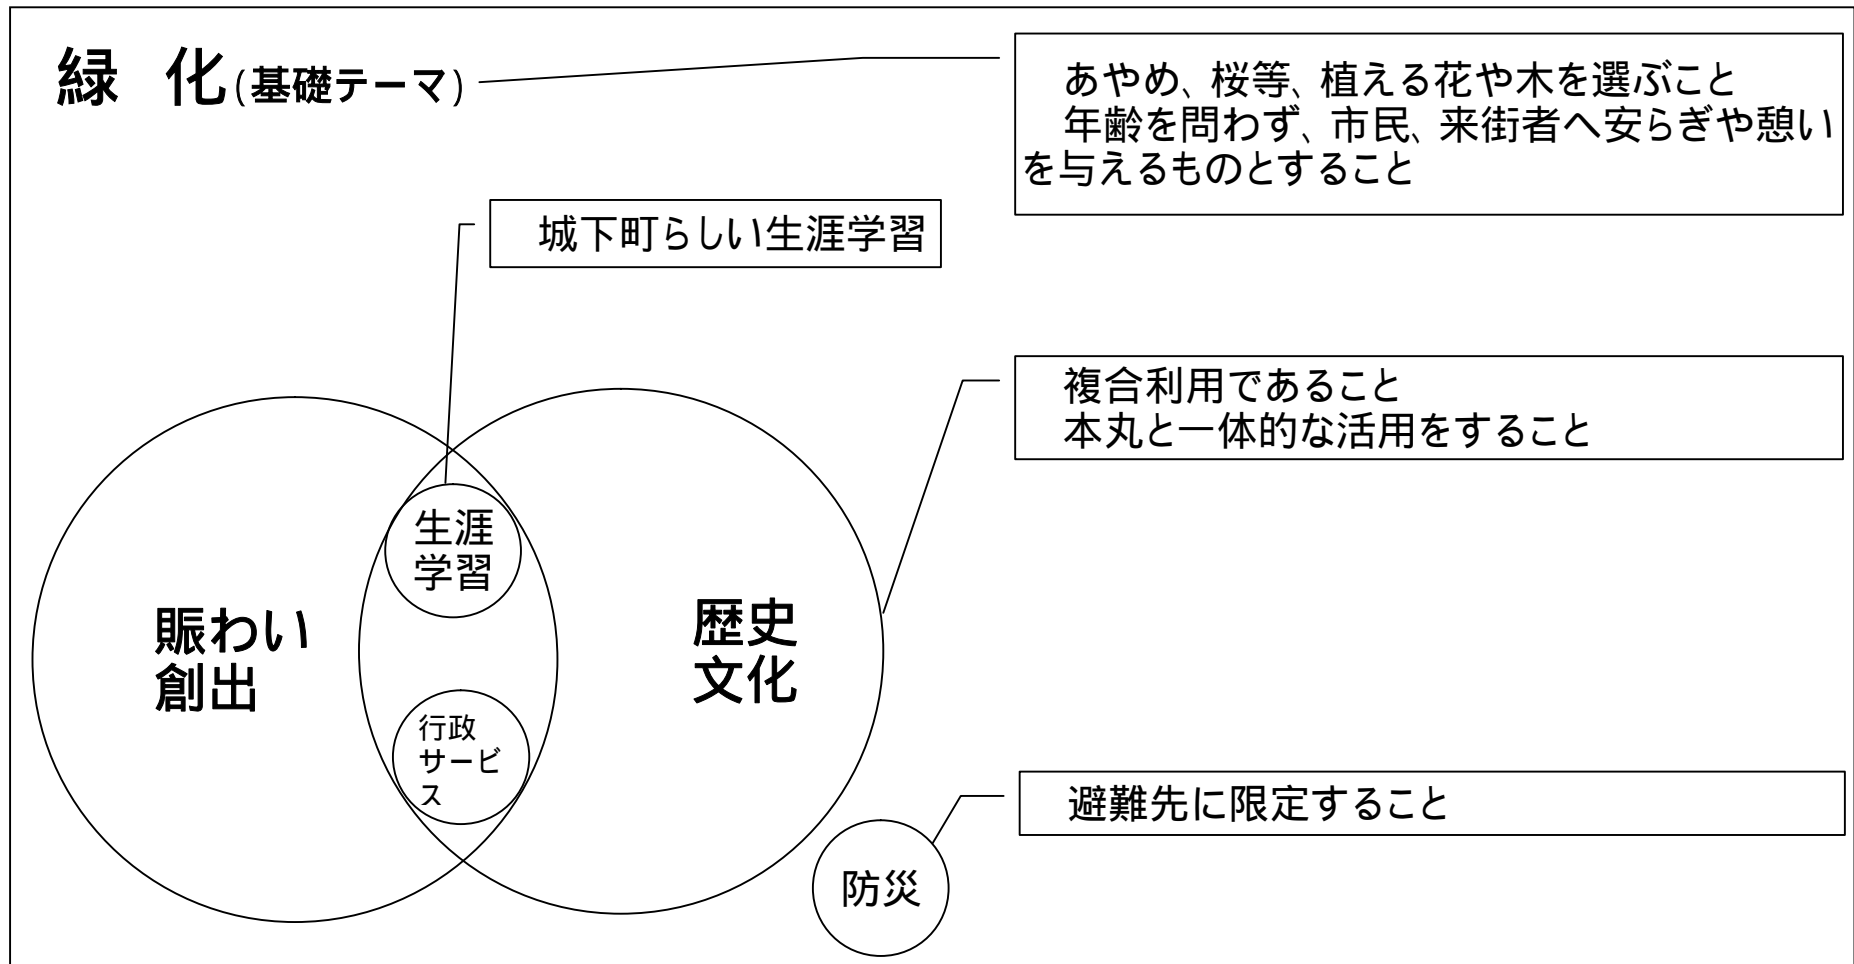 緑 化(基礎テーマ)
あやめ、桜等、植える花や木を選ぶこと
年齢を問わず、市民、来街者へ安らぎや憩い
を与えるものとすること
城下町らしい生涯学習
複合利用であること
本丸と一体的な活用をすること
生涯
学習
賑わい
創出
歴史
文化
行政
サービ
ス
避難先に限定すること
防災